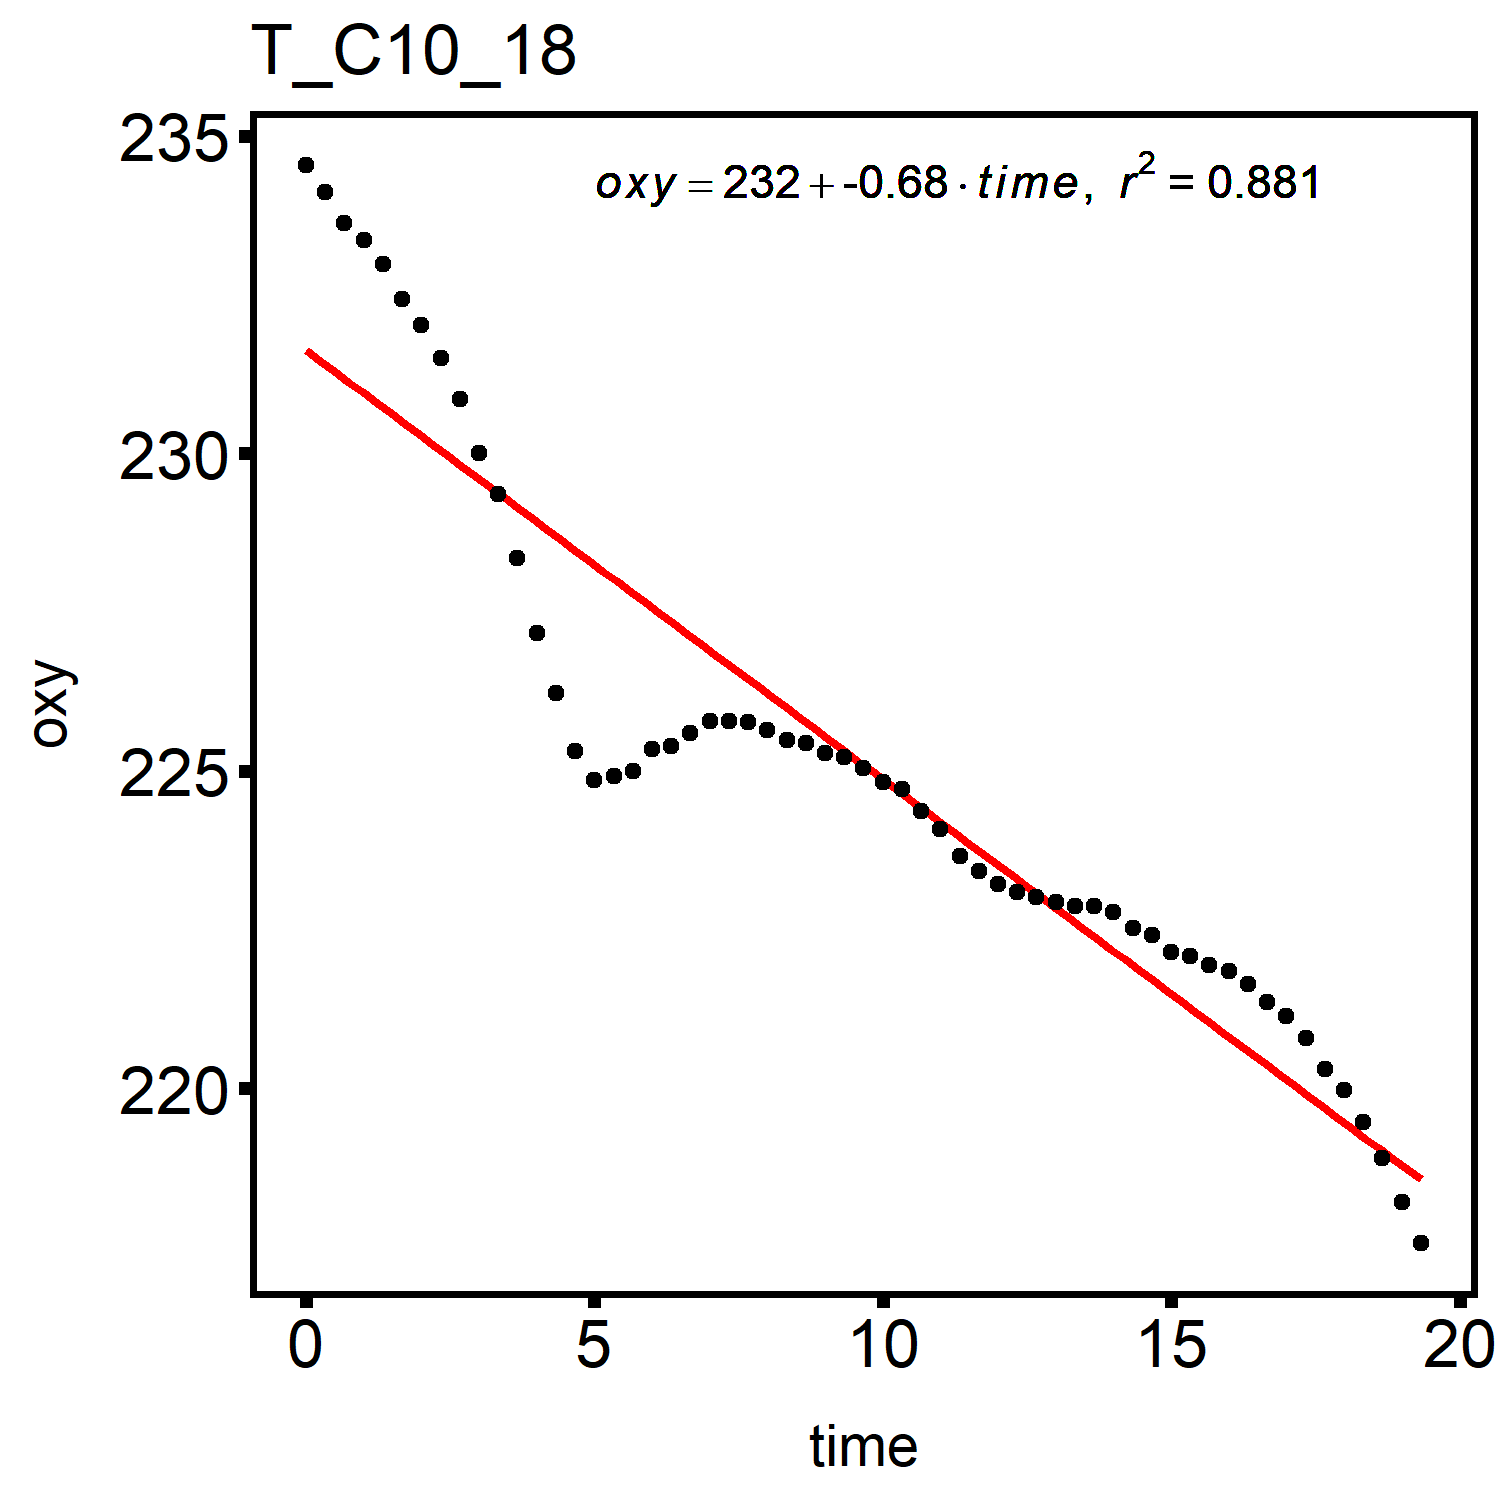 T_C10_18
oxy = 232 + -0.68 · time, r² = 0.881
235
230
225
220
oxy
0 5 10 15 20
time